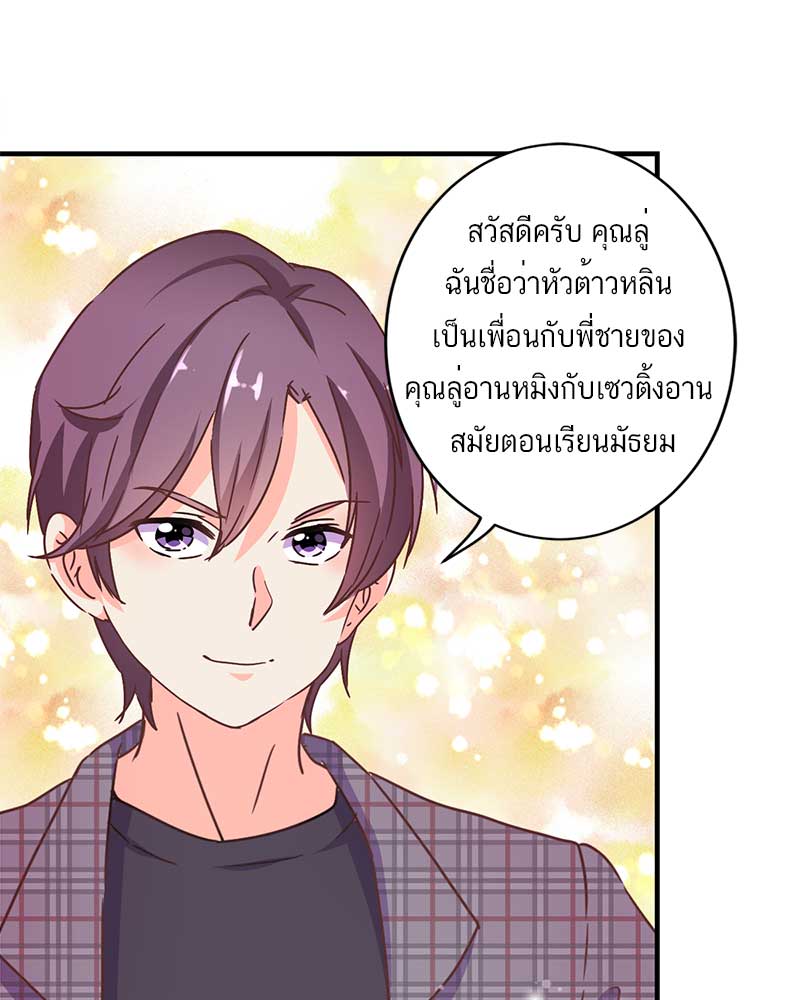 สวัสดีครับ คุณลู่
ฉันชื่อว่าหัวต้าวหลิน
เป็นเพื่อนกับพี่ชายของ
คุณลู่อานหมิงกับเซวติ้งอาน
สมัยตอนเรียนมัธยม